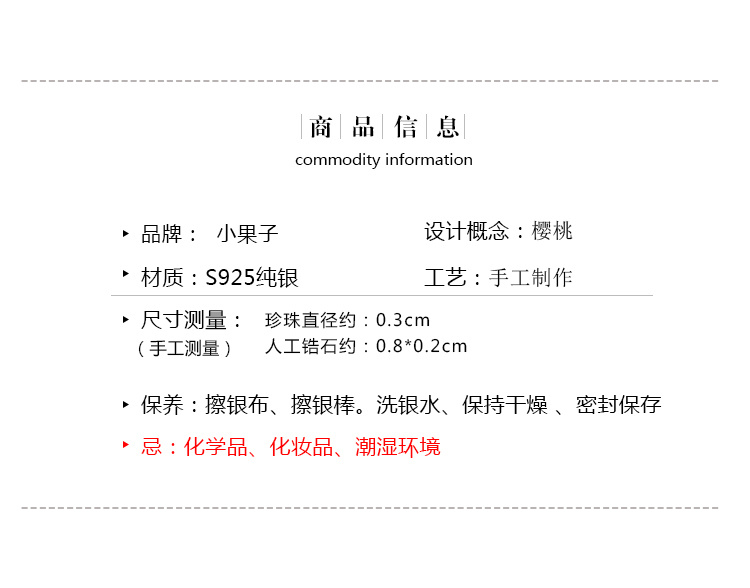 商品信息
commodity information
品牌： 小果子
设计概念：樱桃
材质：S925纯银
工艺：手工制作
尺寸测量： 珍珠直径约：0.3cm
（手工测量） 人工锆石约：0.8*0.2cm
保养：擦银布、擦银棒。洗银水、保持干燥 、密封保存
忌：化学品、化妆品、潮湿环境